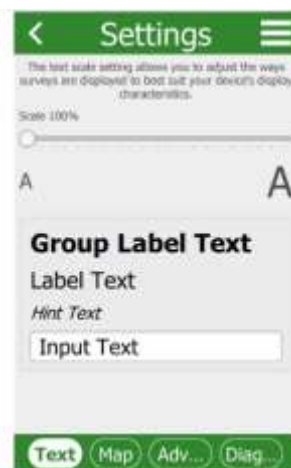 Settings
The text scale setting allows you to adjust the ways
surveys are displayed to best suit your device's display
characteristics.
Scale 100%
A A
Group Label Text
Label Text
Hint Text
Input Text
Text Map Adv... Diag...